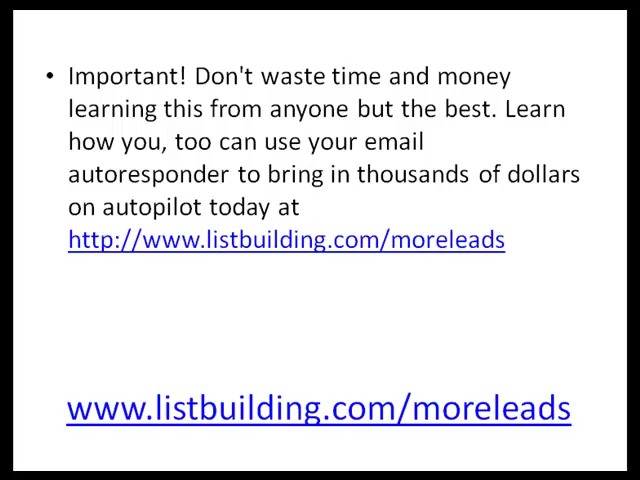 • Important! Don't waste time and money
learning this from anyone but the best. Learn
how you, too can use your email
autoresponder to bring in thousands of dollars
on autopilot today at
http://www.listbuilding.com/moreleads
www.listbuilding.com/moreleads